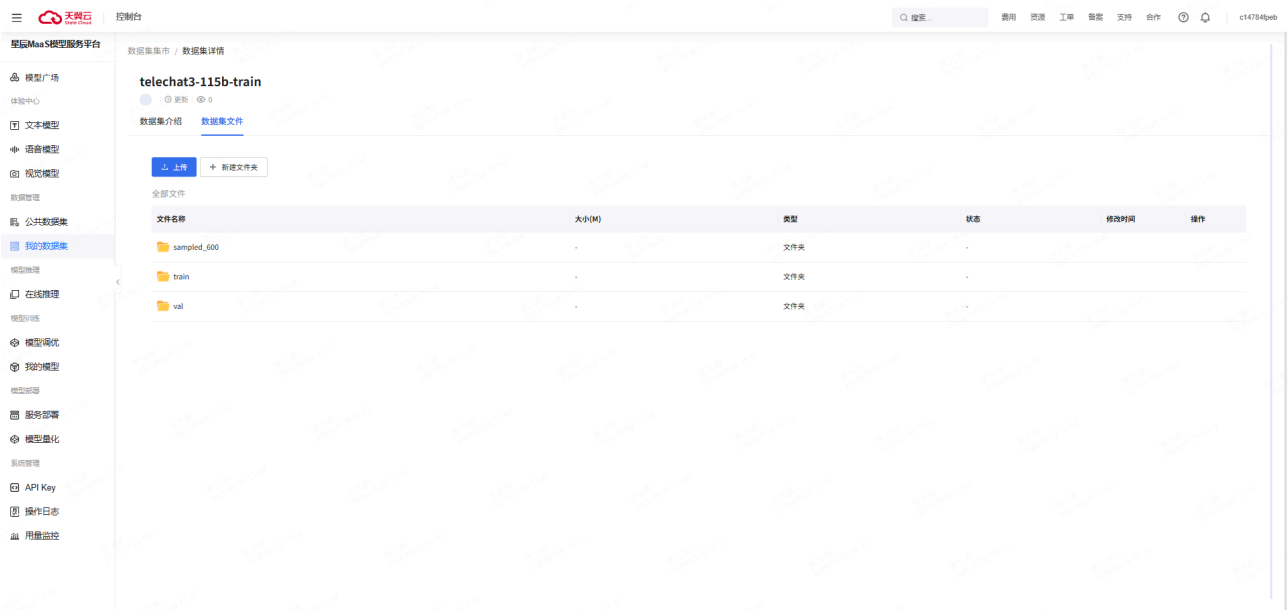 天翼云
State Cloud
控制台
搜索...
费用 资源 工单 备案 支持 合作
c14784fpeb
星辰MaaS模型服务平台
模型广场
体验中心
文本模型
语音模型
视觉模型
数据管理
公共数据集
我的数据集
模型推理
在线推理
模型训练
模型调优
我的模型
模型部署
服务部署
模型量化
系统管理
API Key
操作日志
用量监控
数据集集市 / 数据集详情
telechat3-115b-train
更新 0
数据集介绍 数据集文件
上传 + 新建文件夹
全部文件
文件名称 大小(M) 类型 状态 修改时间 操作
sampled_600 - 文件夹 -
train - 文件夹 -
val - 文件夹 -